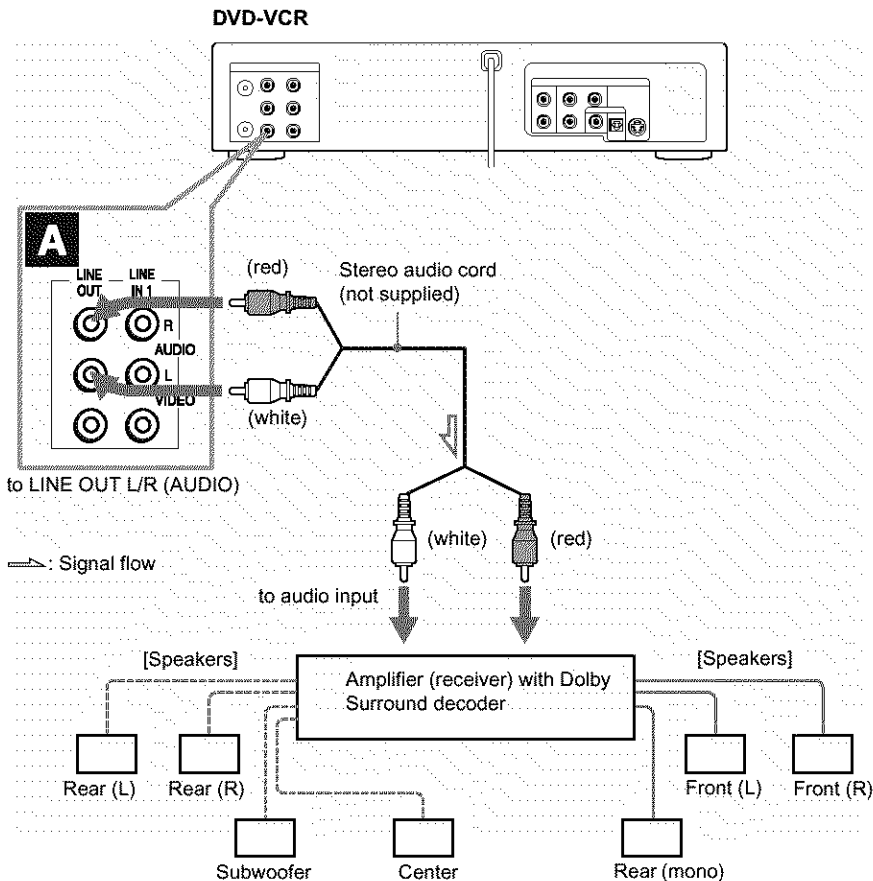 DVD-VCR
A
LINE OUT
LINE IN 1
R
AUDIO
L
VIDEO
(red)
Stereo audio cord
(not supplied)
(white)
to LINE OUT L/R (AUDIO)
(white)
(red)
: Signal flow
to audio input
[Speakers]
[Speakers]
Amplifier (receiver) with Dolby
Surround decoder
Rear (L)
Rear (R)
Front (L)
Front (R)
Subwoofer
Center
Rear (mono)